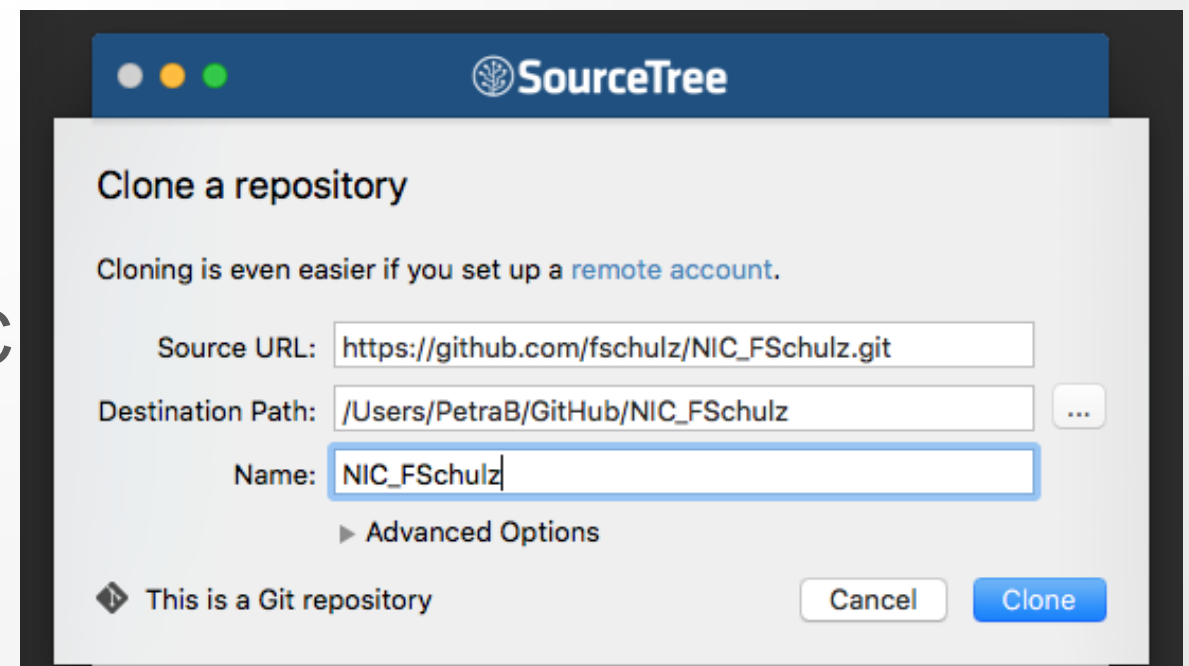 SourceTree
Clone a repository
Cloning is even easier if you set up a remote account.
Source URL: https://github.com/fschulz/NIC_FSchulz.git
Destination Path: /Users/PetraB/GitHub/NIC_FSchulz ...
Name: NIC_FSchulz
Advanced Options
This is a Git repository Cancel Clone